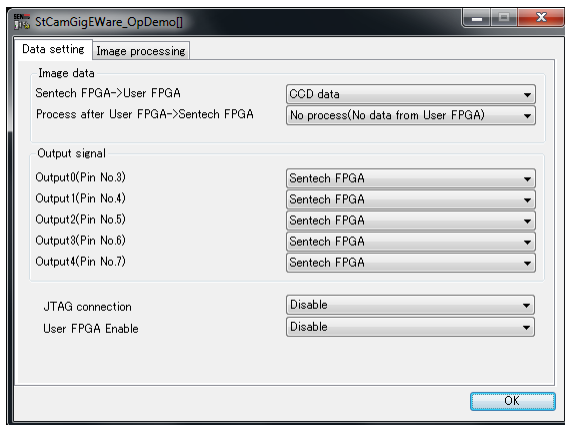 StCamGigEWare_OpDemo[]
Data setting Image processing
Image data
Sentech FPGA->User FPGA CCD data
Process after User FPGA->Sentech FPGA No process(No data from User FPGA)
Output signal
Output0(Pin No.3) Sentech FPGA
Output1(Pin No.4) Sentech FPGA
Output2(Pin No.5) Sentech FPGA
Output3(Pin No.6) Sentech FPGA
Output4(Pin No.7) Sentech FPGA
JTAG connection Disable
User FPGA Enable Disable
OK